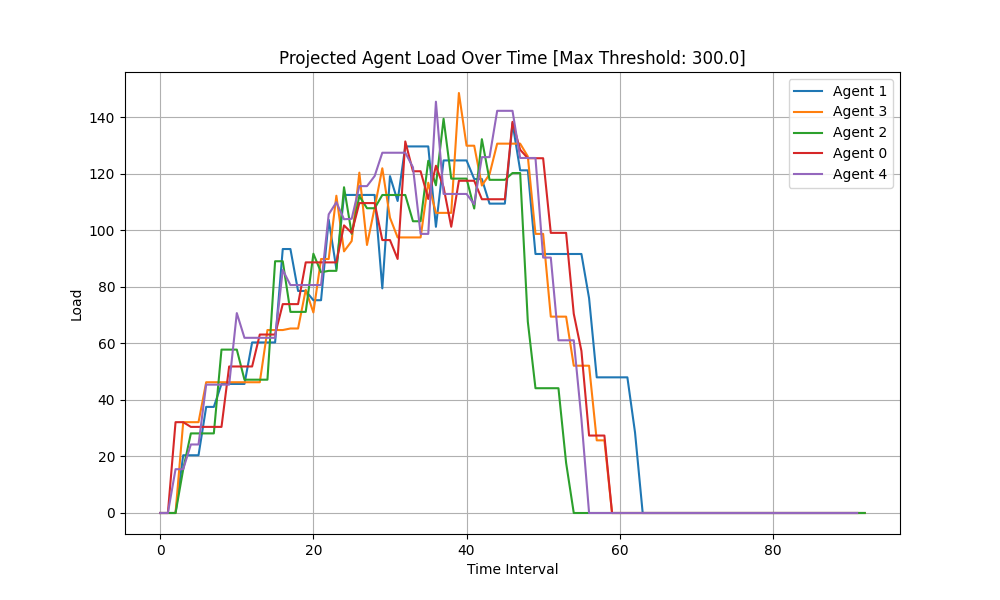 Projected Agent Load Over Time [Max Threshold: 300.0]
Agent 1
Agent 3
Agent 2
Agent 0
Agent 4
Load
140
120
100
80
60
40
20
0
0 20 40 60 80
Time Interval